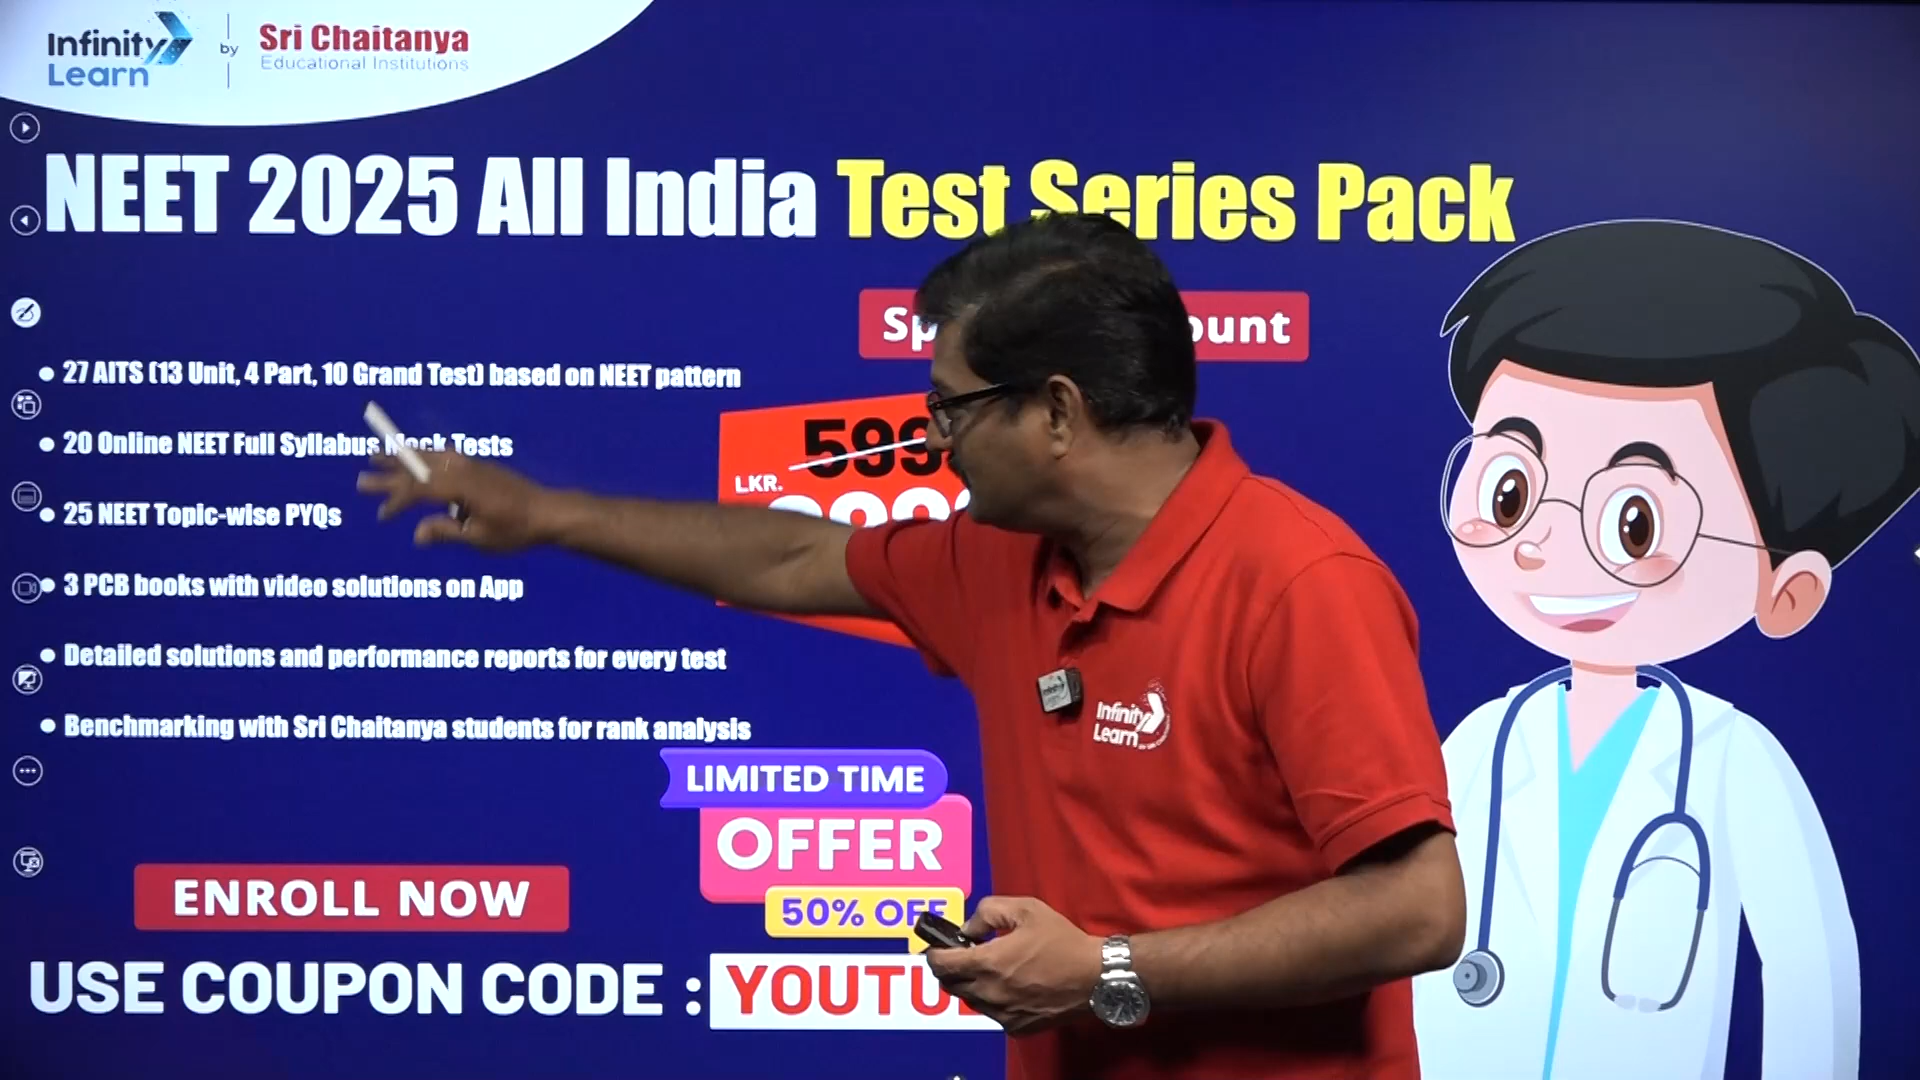 Infinity
Learn
by
Sri Chaitanya
Educational Institutions
NEET 2025 All India Test Series Pack
• 27 AITS (13 Unit, 4 Part, 10 Grand Test) based on NEET pattern
• 20 Online NEET Full Syllabus Mock Tests
• 25 NEET Topic-wise PYQs
• 3 PCB books with video solutions on App
• Detailed solutions and performance reports for every test
• Benchmarking with Sri Chaitanya students for rank analysis
LKR.
LIMITED TIME
OFFER
50% OFF
ENROLL NOW
USE COUPON CODE :
Infinity
Learn